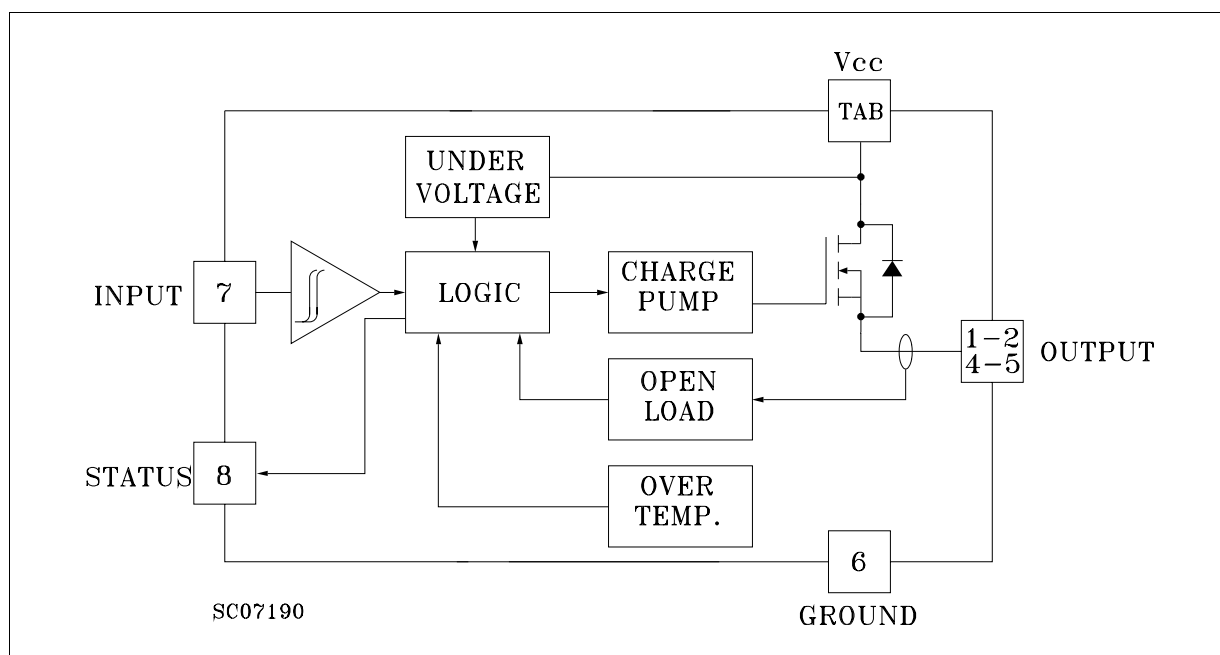 Vcc
TAB
UNDER
VOLTAGE
INPUT
7
LOGIC
CHARGE
PUMP
1-2
4-5
OUTPUT
OPEN
LOAD
STATUS
8
OVER
TEMP.
6
GROUND
SC07190